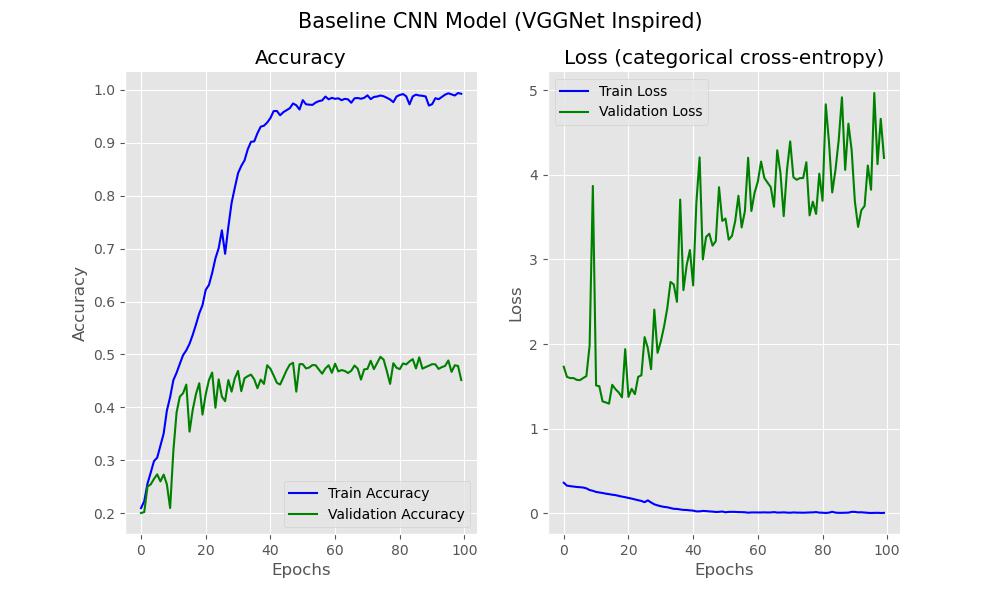 Baseline CNN Model (VGGNet Inspired)
Accuracy
Accuracy
1.0
0.9
0.8
0.7
0.6
0.5
0.4
0.3
0.2
Train Accuracy
Validation Accuracy
0 20 40 60 80 100
Epochs
Loss (categorical cross-entropy)
Loss
5
4
3
2
1
0
Train Loss
Validation Loss
0 20 40 60 80 100
Epochs